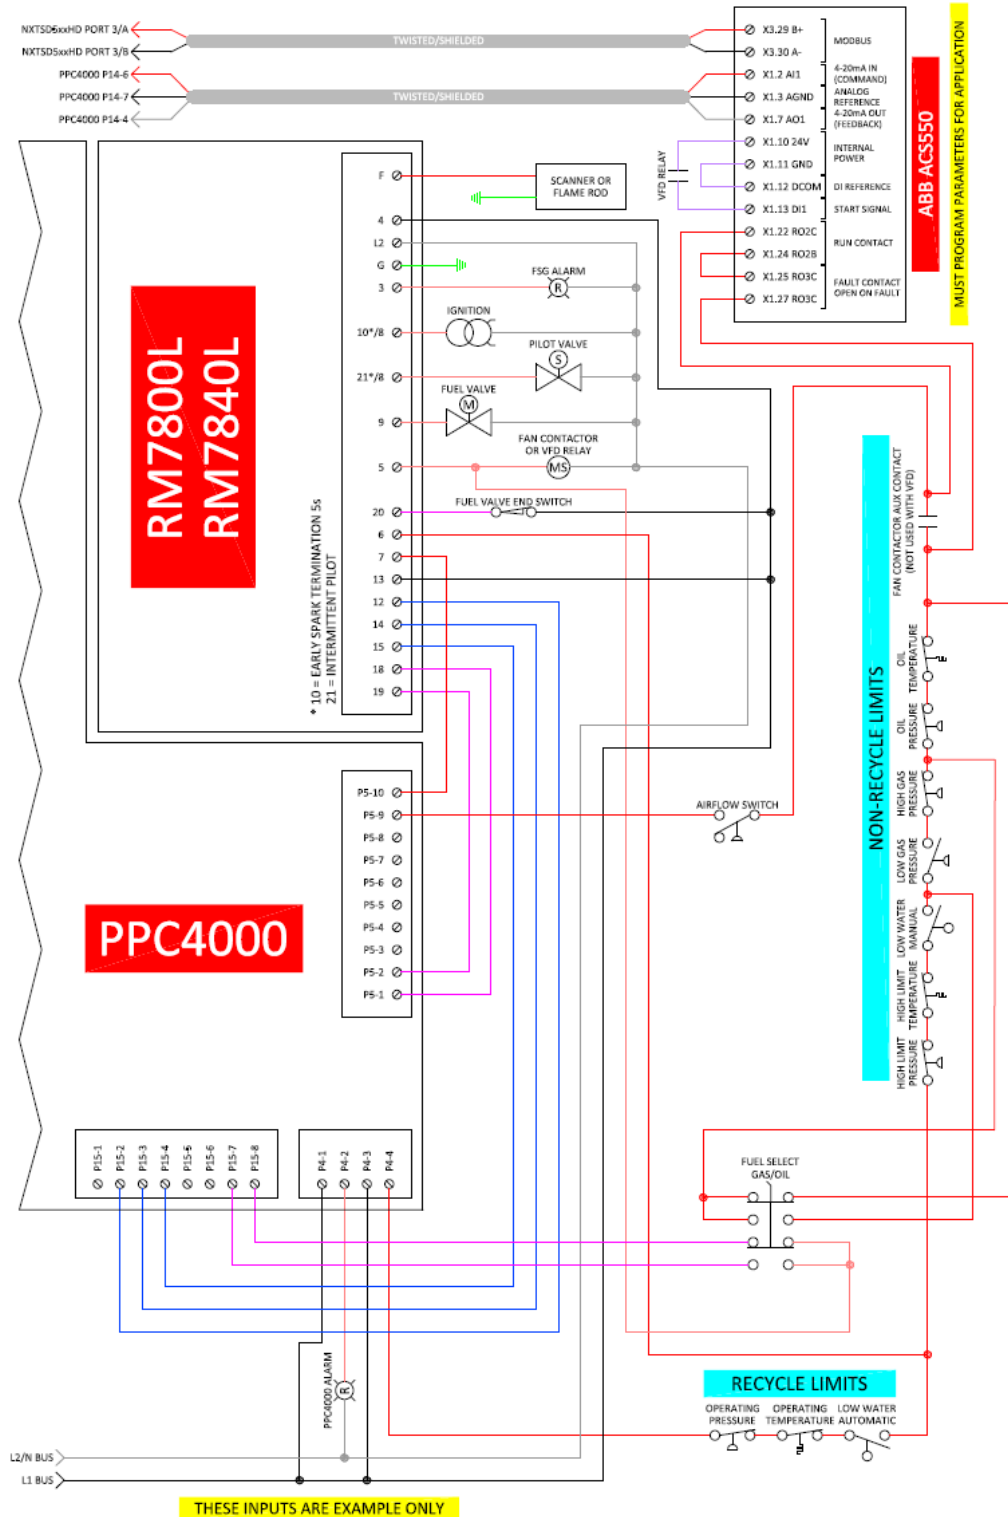 NXTSD5xxHD PORT 3/A
NXTSD5xxHD PORT 3/B
TWISTED/SHIELDED
PPC4000 P14-6
PPC4000 P14-7
PPC4000 P14-4
TWISTED/SHIELDED
X3.29 B+
X3.30 A-
MODBUS
X1.2 AI1
4-20mA IN
(COMMAND)
X1.3 AGND
ANALOG
REFERENCE
X1.7 AO1
4-20mA OUT
(FEEDBACK)
X1.10 24V
X1.11 GND
INTERNAL
POWER
X1.12 DCOM
DI REFERENCE
X1.13 DI1
START SIGNAL
X1.22 RO2C
X1.24 RO2B
RUN CONTACT
X1.25 RO3C
X1.27 RO3C
FAULT CONTACT
OPEN ON FAULT
VFD RELAY
ABB ACS550
MUST PROGRAM PARAMETERS FOR APPLICATION
RM7800L
RM7840L
* 10 = EARLY SPARK TERMINATION 5s
21 = INTERMITTENT PILOT
F
4
L2
G
3
10*/8
21*/8
9
5
20
6
7
13
12
14
15
18
19
SCANNER OR
FLAME ROD
FSG ALARM
R
IGNITION
PILOT VALVE
S
FUEL VALVE
M
FAN CONTACTOR
OR VFD RELAY
MS
FUEL VALVE END SWITCH
FAN CONTACTOR AUX CONTACT
(NOT USED WITH VFD)
NON-RECYCLE LIMITS
OIL
TEMPERATURE
OIL
PRESSURE
HIGH GAS
PRESSURE
LOW GAS
PRESSURE
LOW WATER
MANUAL
HIGH LIMIT
TEMPERATURE
HIGH LIMIT
PRESSURE
AIRFLOW SWITCH
PPC4000
P5-10
P5-9
P5-8
P5-7
P5-6
P5-5
P5-4
P5-3
P5-2
P5-1
P15-1
P15-2
P15-3
P15-4
P15-5
P15-6
P15-7
P15-8
P4-1
P4-2
P4-3
P4-4
FUEL SELECT
GAS/OIL
PPC4000 ALARM
R
RECYCLE LIMITS
OPERATING
PRESSURE
OPERATING
TEMPERATURE
LOW WATER
AUTOMATIC
L2/N BUS
L1 BUS
THESE INPUTS ARE EXAMPLE ONLY